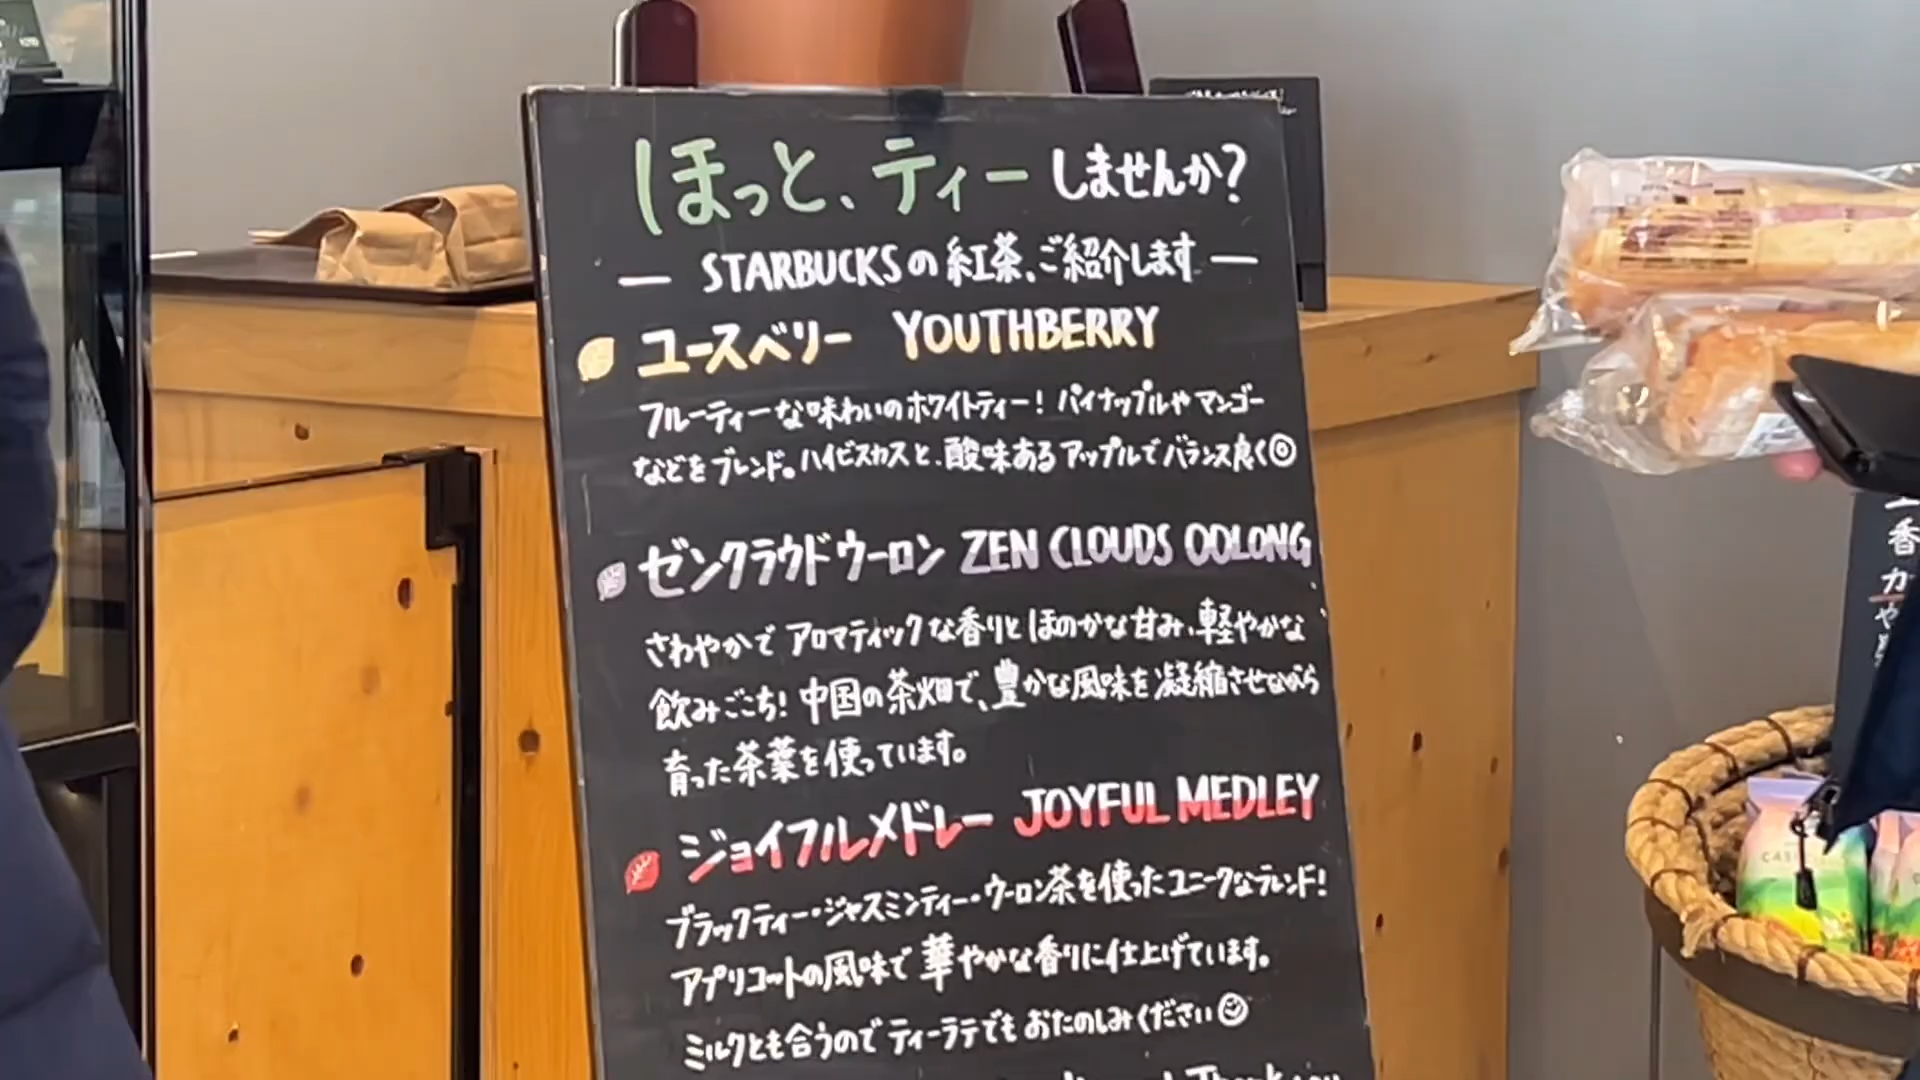 ほっと、ティーしませんか？
— STARBUCKSの紅茶、ご紹介します —
ユースベリー YOUTHBERRY
フルーティーな味わいのホワイトティー！パイナップルやマンゴー
などをブレンド。ハイビスカスと、酸味あるアップルでバランス良く◎
ゼンクラウドウーロン ZEN CLOUDS OOLONG
さわやかでアロマティックな香りとほのかな甘み、軽やかな
飲みごこち！中国の茶畑で、豊かな風味を凝縮させながら
育った茶葉を使っています。
ジョイフルメドレー JOYFUL MEDLEY
ブラックティー・ジャスミンティー・ウーロン茶を使ったユニークなブレンド！
アプリコットの風味で華やかな香りに仕上げています。
ミルクとも合うのでティーラテでもおたのしみください☺
香
カ
や